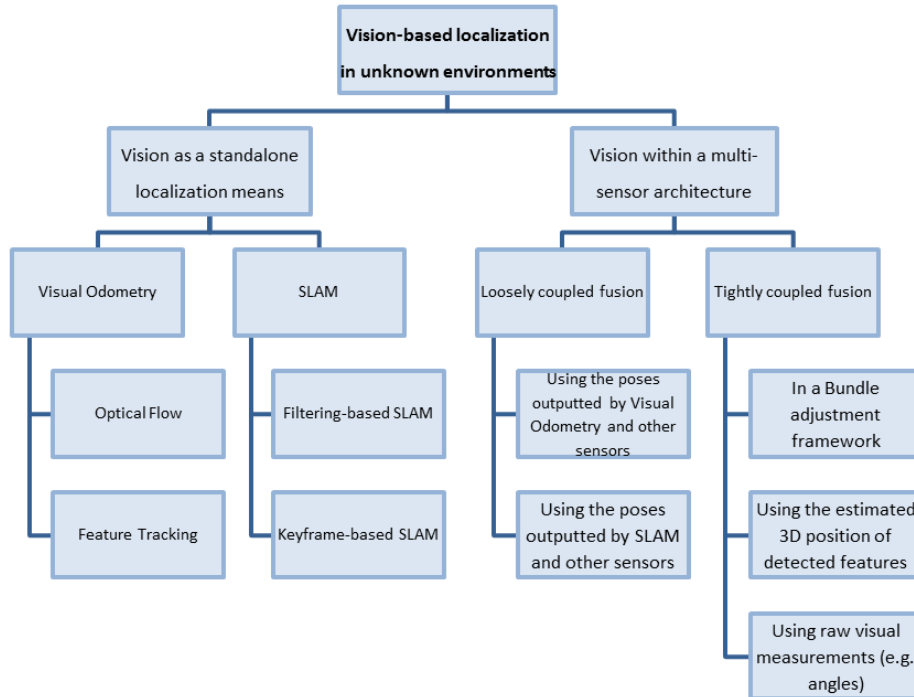 Vision-based localization
in unknown environments
Vision as a standalone
localization means
Vision within a multi-
sensor architecture
Visual Odometry
SLAM
Loosely coupled fusion
Tightly coupled fusion
Optical Flow
Filtering-based SLAM
Using the poses
outputted by Visual
Odometry and other
sensors
In a Bundle
adjustment
framework
Feature Tracking
Keyframe-based SLAM
Using the poses
outputted by SLAM
and other sensors
Using the estimated
3D position of
detected features
Using raw visual
measurements (e.g.
angles)